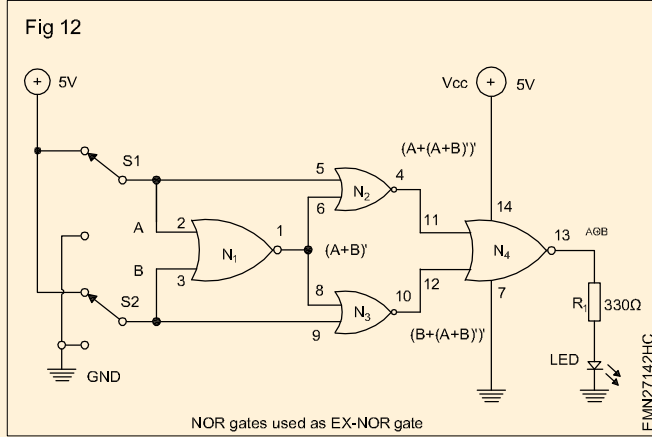 Fig 12
+ 5V
Vcc + 5V
S1
(A+(A+B)')'
5
4
6
N2
14
A
2
1
11
N1
(A+B)'
N4
13
A⊙B
B
3
8
10
12
7
S2
N3
9
R1 330Ω
(B+(A+B)')'
LED
GND
NOR gates used as EX-NOR gate
EMN27142HC